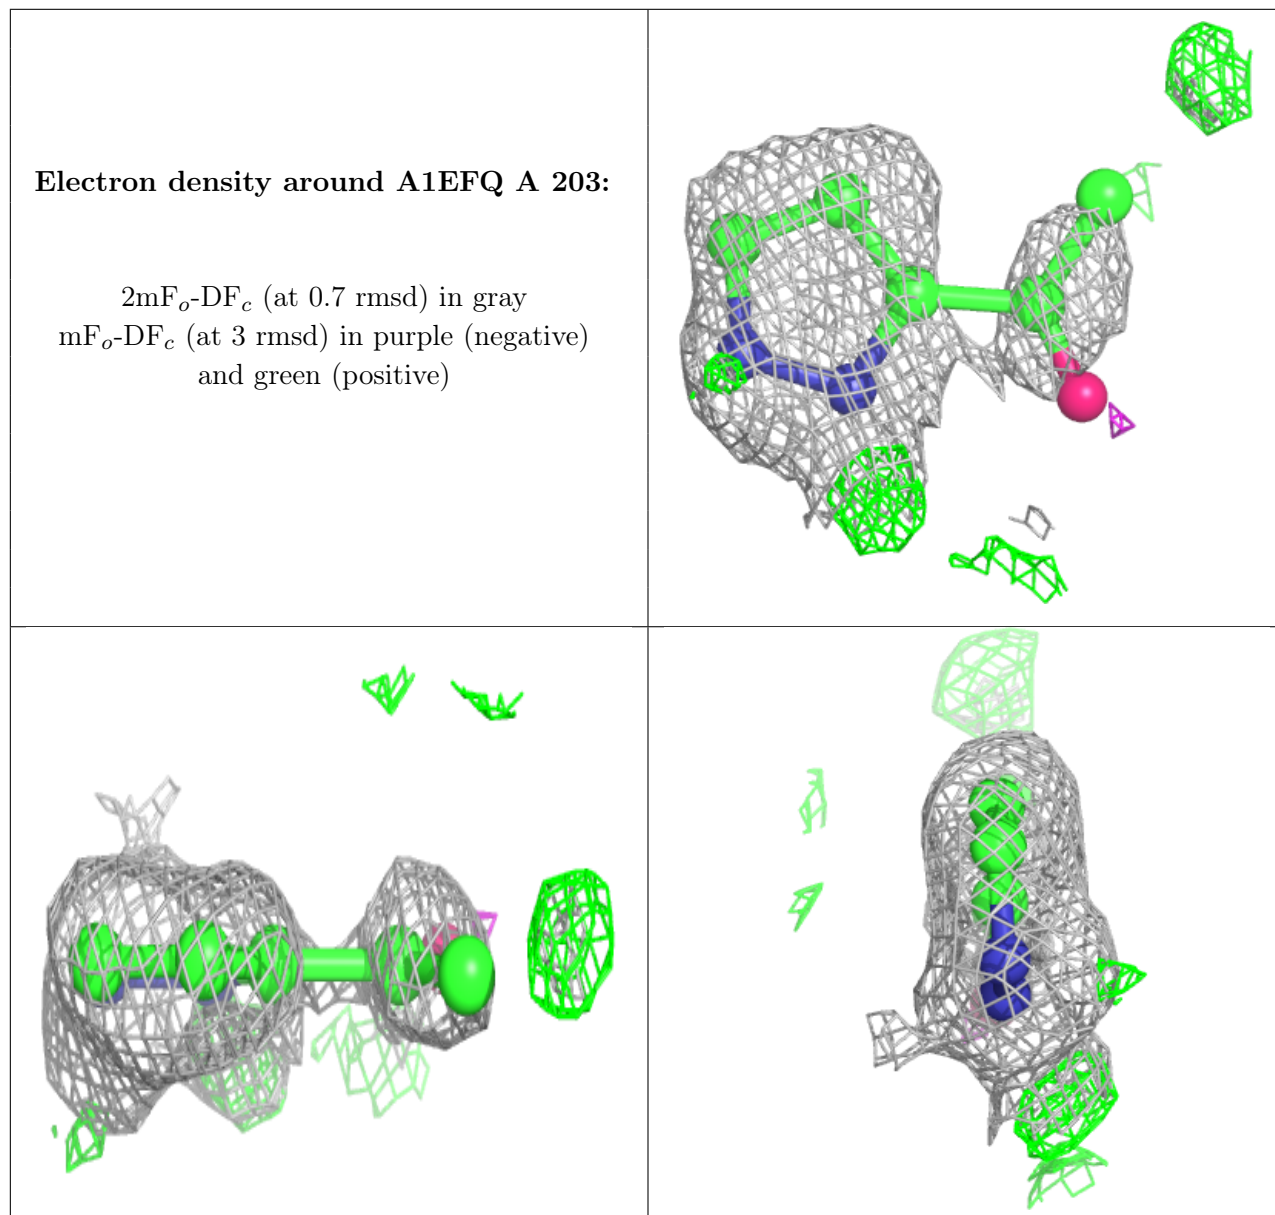 Electron density around A1EFQ A 203:
2mFo-DFc (at 0.7 rmsd) in gray
mFo-DFc (at 3 rmsd) in purple (negative)
and green (positive)